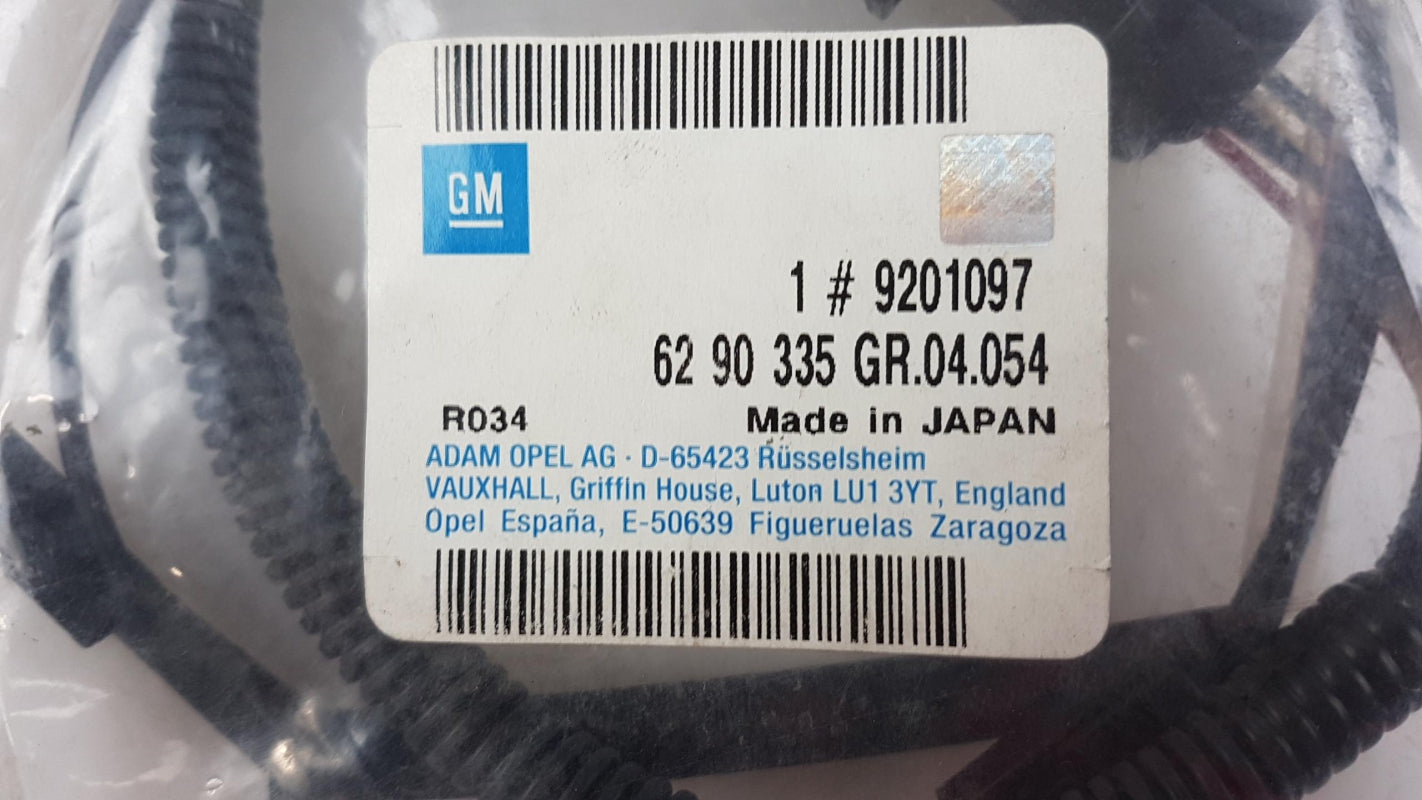 GM
1 # 9201097
62 90 335 GR.04.054
R034 Made in JAPAN
ADAM OPEL AG · D-65423 Rüsselsheim
VAUXHALL, Griffin House, Luton LU1 3YT, England
Opel España, E-50639 Figueruelas Zaragoza